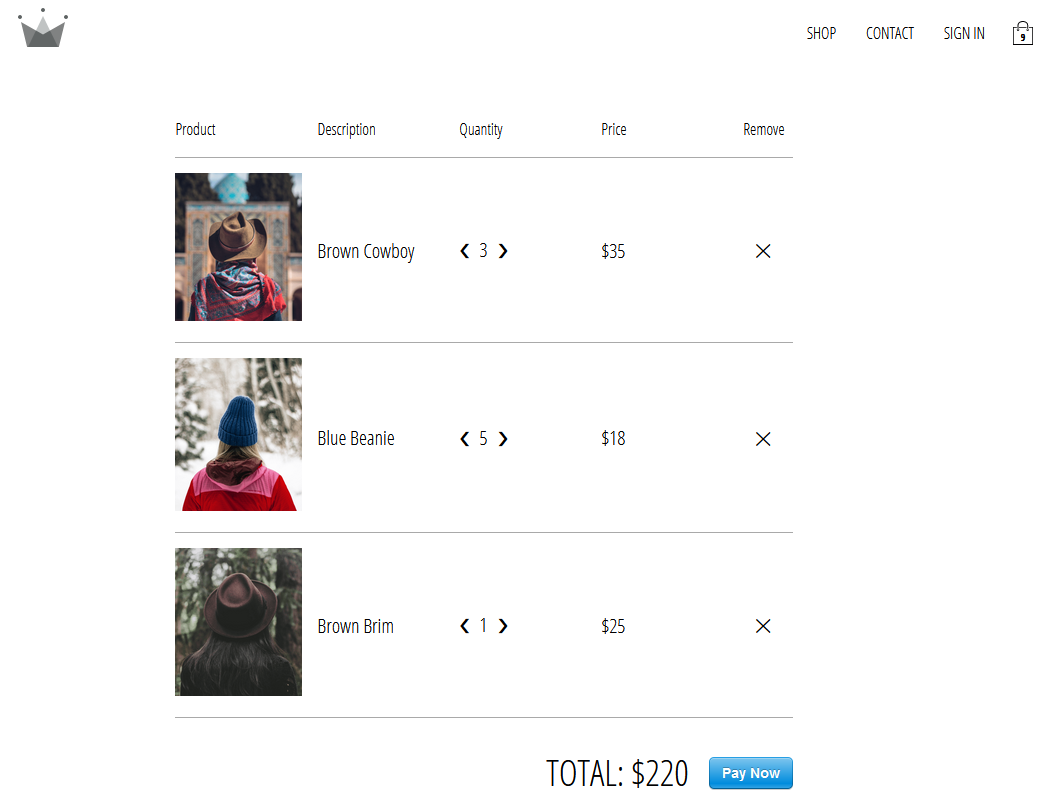 SHOP CONTACT SIGN IN 9
Product Description Quantity Price Remove
Brown Cowboy ❮ 3 ❯ $35 ✕
Blue Beanie ❮ 5 ❯ $18 ✕
Brown Brim ❮ 1 ❯ $25 ✕
TOTAL: $220 Pay Now